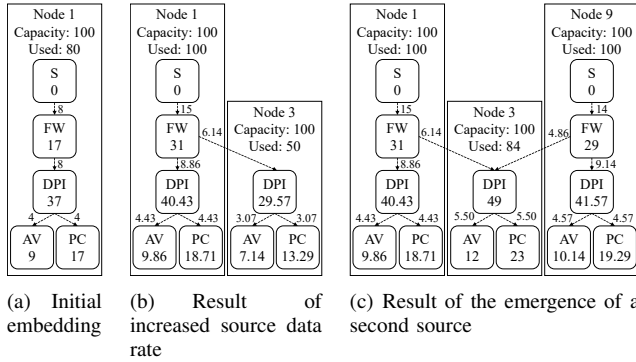 Node 1
Capacity: 100
Used: 80
S
0
8
FW
17
8
DPI
37
4 4
AV PC
9 17
(a) Initial
embedding
Node 1
Capacity: 100
Used: 100
S
0
15
FW
31
6.14
8.86
DPI
40.43
4.43 4.43
AV PC
9.86 18.71
Node 3
Capacity: 100
Used: 50
DPI
29.57
3.07 3.07
AV PC
7.14 13.29
(b) Result of
increased source data
rate
Node 1
Capacity: 100
Used: 100
S
0
15
FW
31
6.14
8.86
DPI
40.43
4.43 4.43
AV PC
9.86 18.71
Node 3
Capacity: 100
Used: 84
DPI
49
5.50 5.50
AV PC
12 23
Node 9
Capacity: 100
Used: 100
S
0
14
FW
29
4.86
9.14
DPI
41.57
4.57 4.57
AV PC
10.14 19.29
(c) Result of the emergence of a
second source